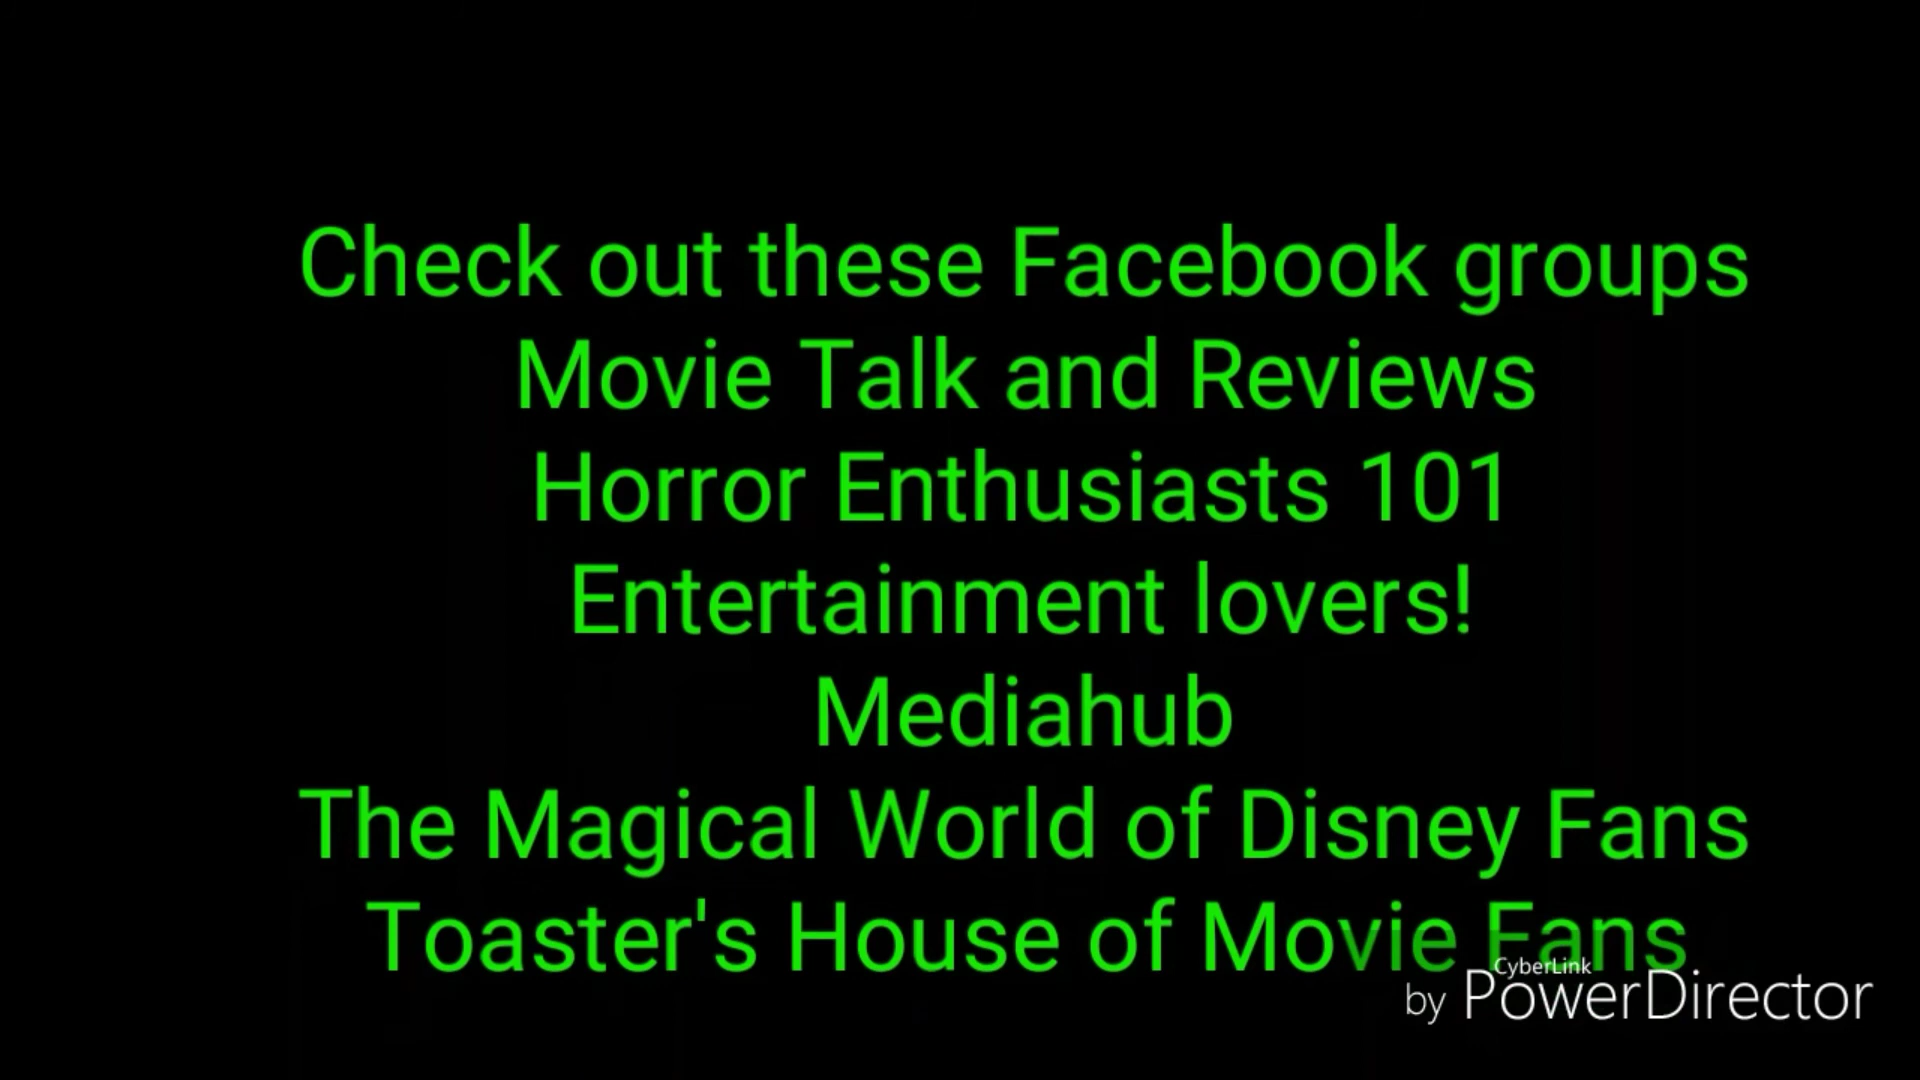 Check out these Facebook groups
Movie Talk and Reviews
Horror Enthusiasts 101
Entertainment lovers!
Mediahub
The Magical World of Disney Fans
Toaster's House of Movie Fans
CyberLink
by PowerDirector